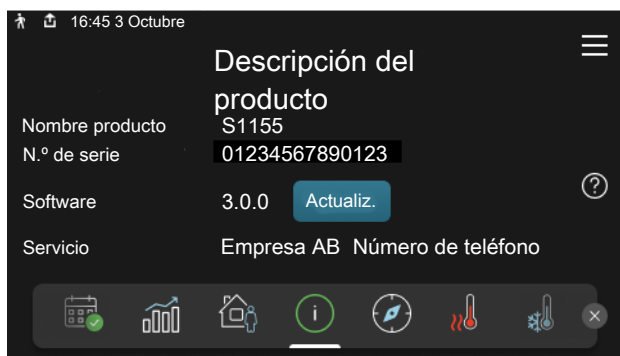 16:45 3 Octubre
Descripción del
producto
Nombre producto S1155
N.º de serie 01234567890123
Software 3.0.0 Actualiz.
Servicio Empresa AB Número de teléfono